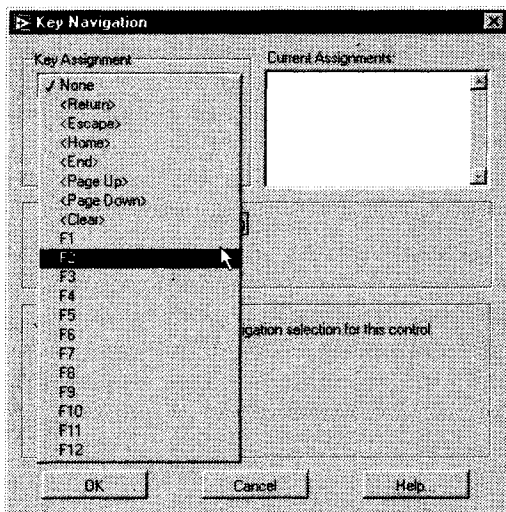 Key Navigation
Key Assignment
Current Assignments:
None
<Return>
<Escape>
<Home>
<End>
<Page Up>
<Page Down>
<Clear>
F1
F2
F3
F4
F5
F6
F7
F8
F9
F10
F11
F12
selection for this control
OK
Cancel
Help